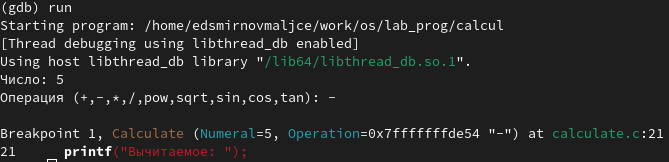 (gdb) run
Starting program: /home/edsmirnovmaljce/work/os/lab_prog/calcul
[Thread debugging using libthread_db enabled]
Using host libthread_db library "/lib64/libthread_db.so.1".
Число: 5
Операция (+,-,*,/,pow,sqrt,sin,cos,tan): -
Breakpoint 1, Calculate (Numeral=5, Operation=0x7fffffffde54 "-") at calculate.c:21
21 printf("Вычитаемое: ");